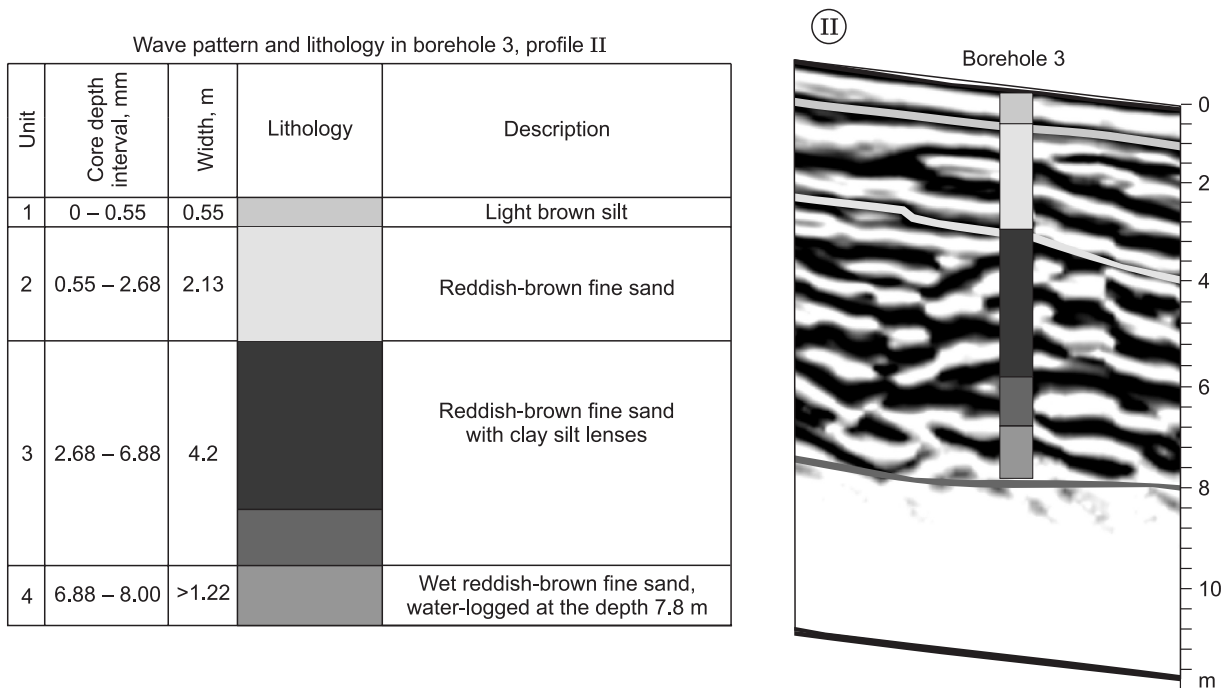 Wave pattern and lithology in borehole 3, profile II
Unit
Core depth
interval, mm
Width, m
Lithology
Description
1
0 – 0.55
0.55
Light brown silt
2
0.55 – 2.68
2.13
Reddish-brown fine sand
3
2.68 – 6.88
4.2
Reddish-brown fine sand
with clay silt lenses
4
6.88 – 8.00
>1.22
Wet reddish-brown fine sand,
water-logged at the depth 7.8 m
II
Borehole 3
0
2
4
6
8
10
m